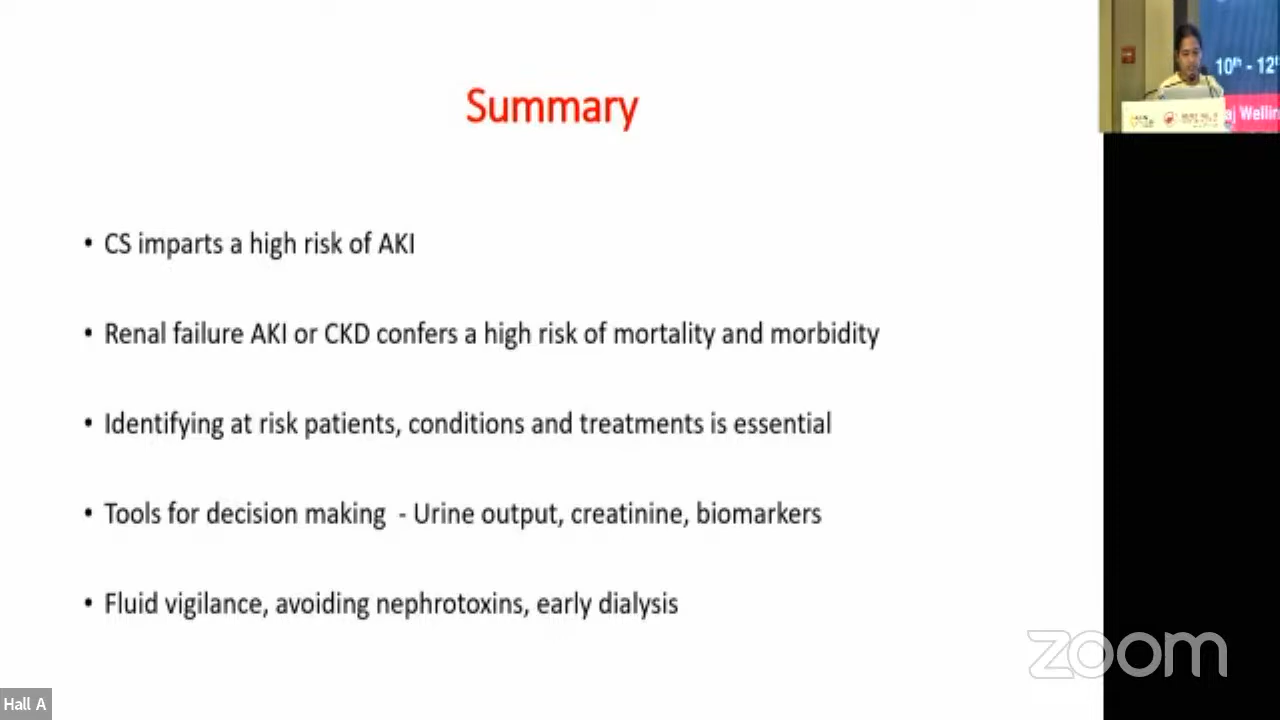 Summary
• CS imparts a high risk of AKI
• Renal failure AKI or CKD confers a high risk of mortality and morbidity
• Identifying at risk patients, conditions and treatments is essential
• Tools for decision making - Urine output, creatinine, biomarkers
• Fluid vigilance, avoiding nephrotoxins, early dialysis
10th - 12t
aj Wellin
zoom
Hall A